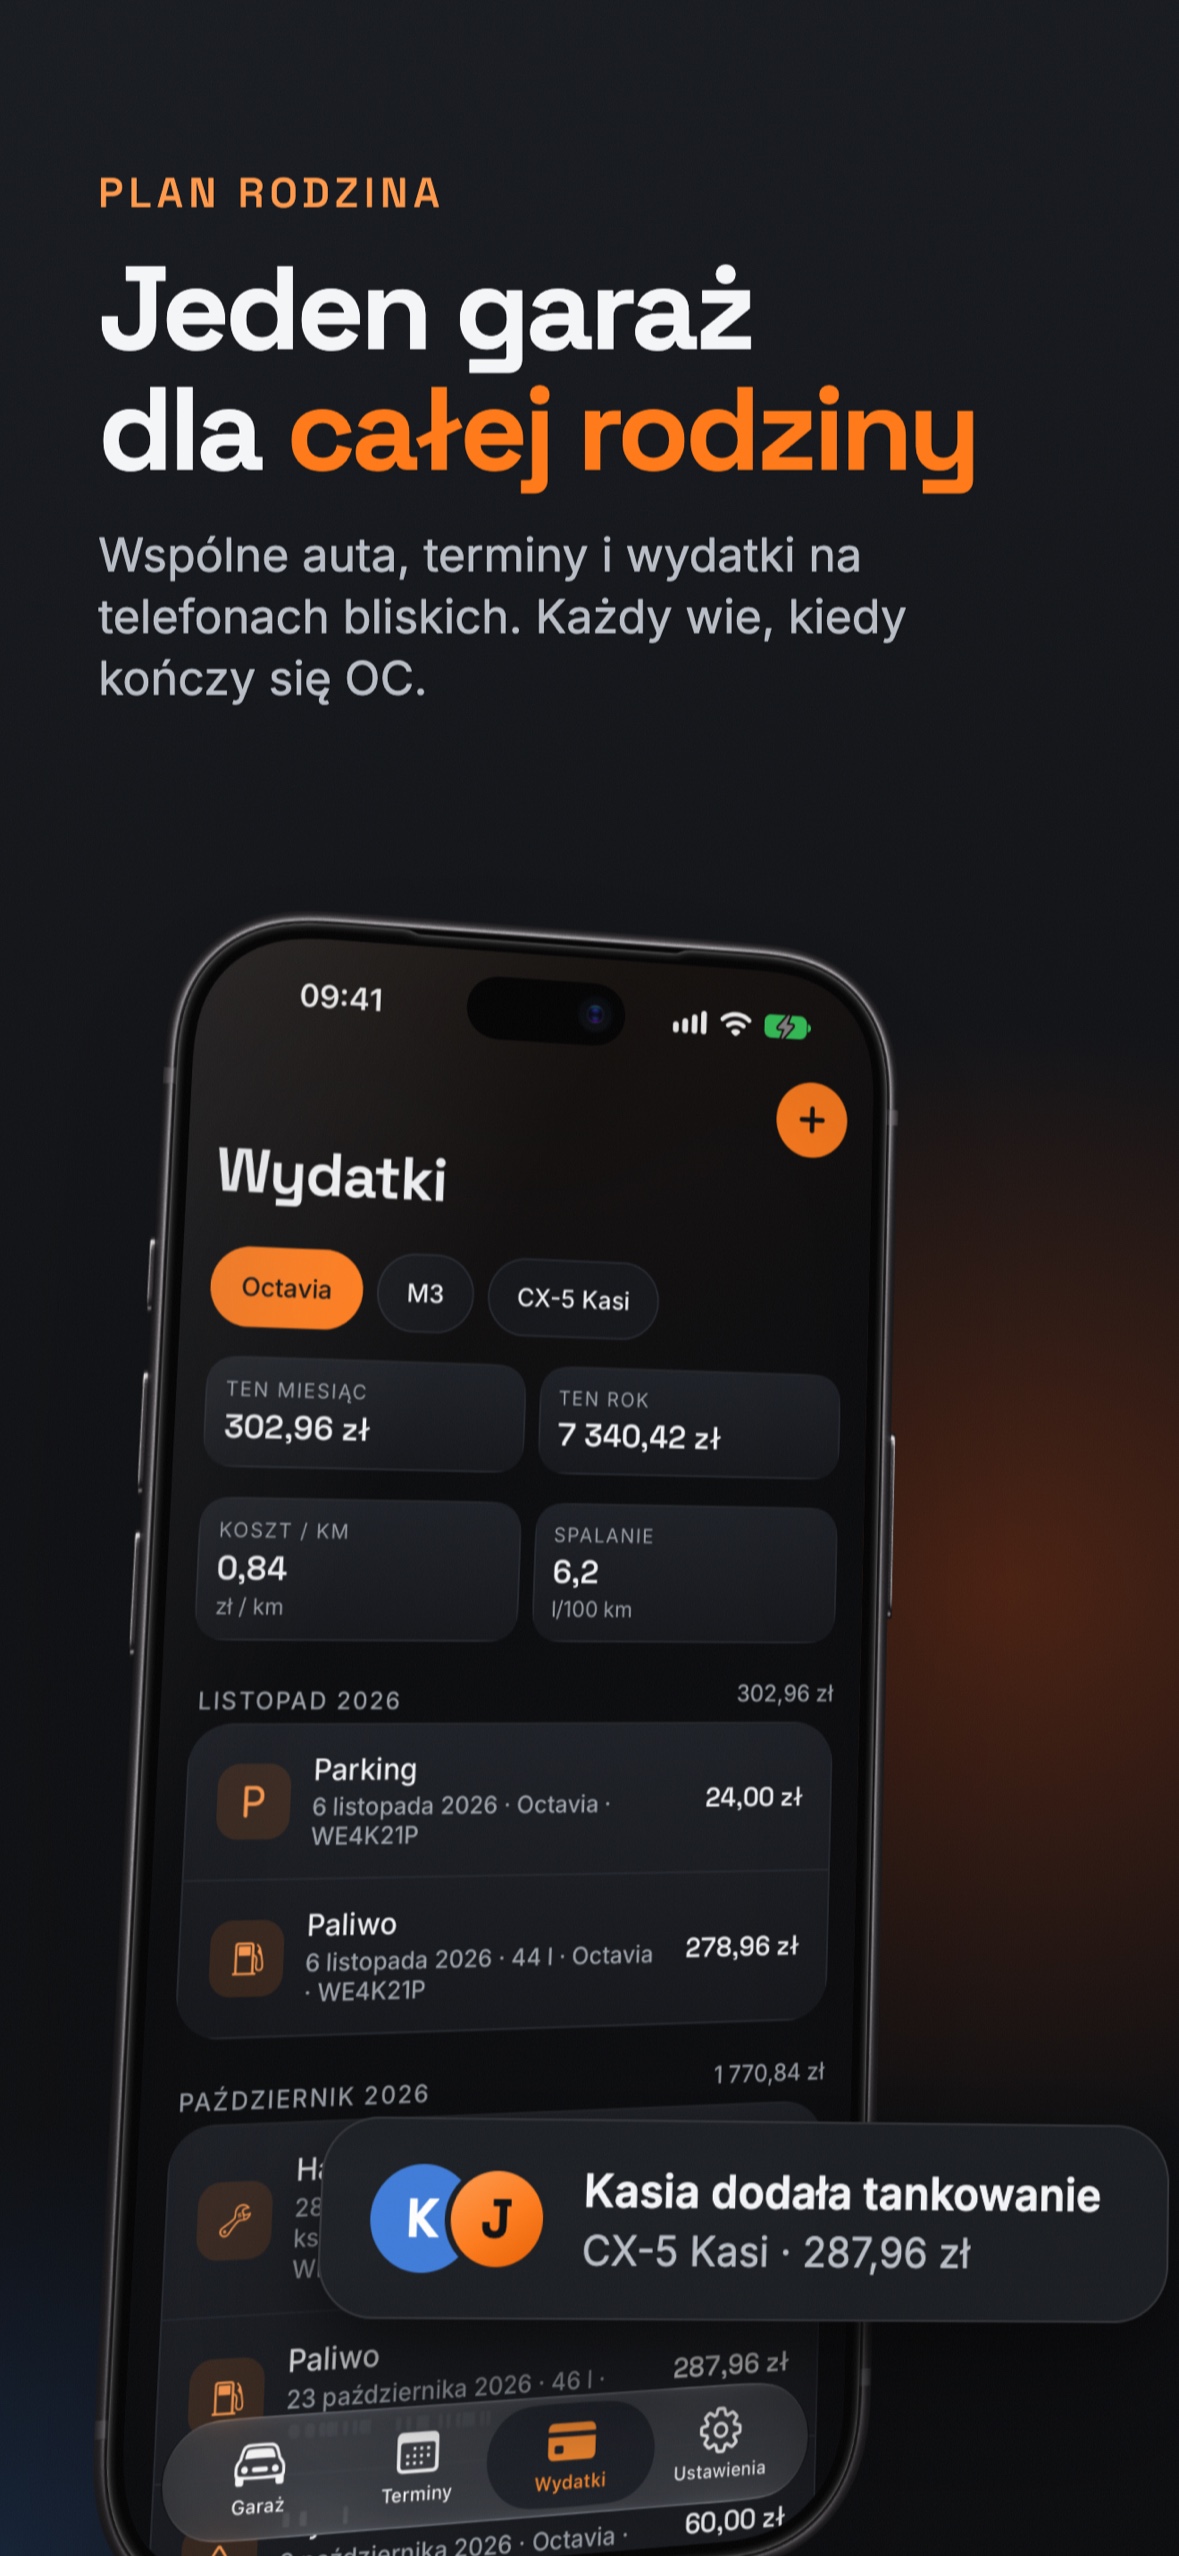 PLAN RODZINA
Jeden garaż
dla całej rodziny
Wspólne auta, terminy i wydatki na
telefonach bliskich. Każdy wie, kiedy
kończy się OC.
09:41
Wydatki
Octavia
M3
CX-5 Kasi
TEN MIESIĄC
302,96 zł
TEN ROK
7 340,42 zł
KOSZT / KM
0,84
zł / km
SPALANIE
6,2
l/100 km
LISTOPAD 2026
302,96 zł
P
Parking
6 listopada 2026 · Octavia ·
WE4K21P
24,00 zł
Paliwo
6 listopada 2026 · 44 l · Octavia
· WE4K21P
278,96 zł
PAŹDZIERNIK 2026
1 770,84 zł
28
K
J
Kasia dodała tankowanie
CX-5 Kasi · 287,96 zł
Paliwo
23 października 2026 · 46 l ·
287,96 zł
Garaż
Terminy
Wydatki
Ustawienia
października 2026 · Octavia ·
60,00 zł